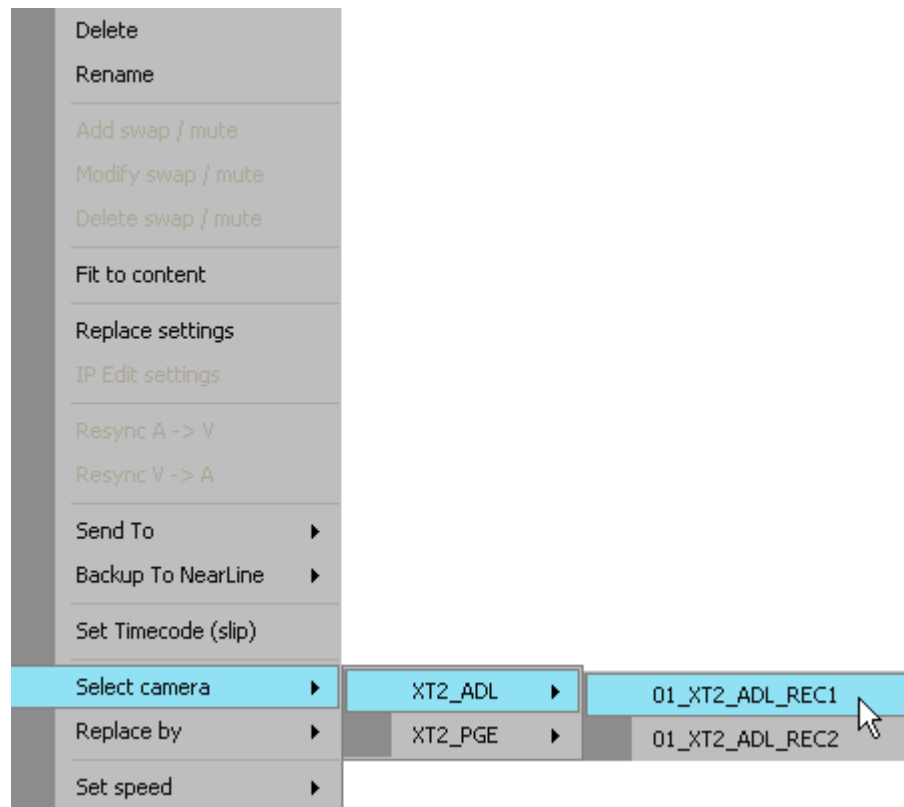 Delete
Rename
Add swap / mute
Modify swap / mute
Delete swap / mute
Fit to content
Replace settings
IP Edit settings
Resync A -> V
Resync V -> A
Send To
Backup To NearLine
Set Timecode (slip)
Select camera
XT2_ADL
01_XT2_ADL_REC1
Replace by
XT2_PGE
01_XT2_ADL_REC2
Set speed